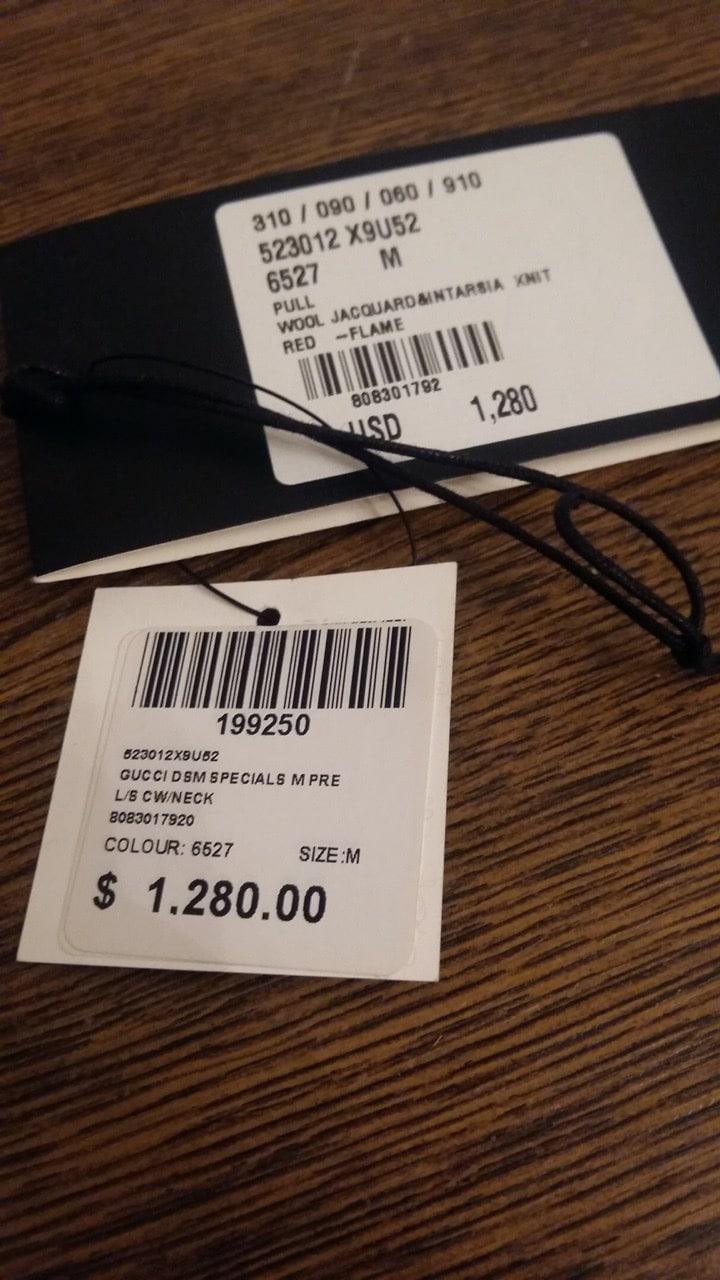 310 / 090 / 060 / 910
523012 X9U52
6527 M
PULL
WOOL JACQUARD&INTARSIA KNIT
RED -FLAME
808301792
USD 1,280
199250
523012X9U52
GUCCI DSM SPECIALS M PRE
L/S CW/NECK
8083017920
COLOUR: 6527 SIZE:M
$ 1.280.00